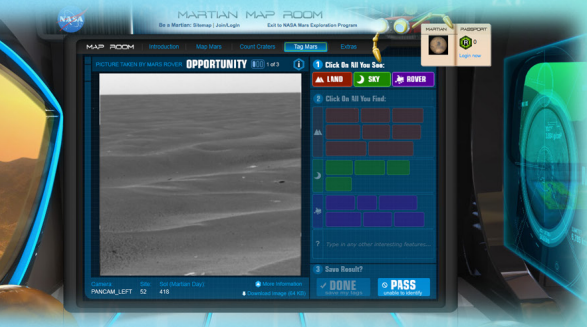 NASA
MARTIAN MAP ROOM
Be a Martian: Sitemap | Join/Login
Exit to NASA Mars Exploration Program
MARTIAN
PASSPORT
0
Login now
MAP ROOM
Introduction
Map Mars
Count Craters
Tag Mars
Extras
PICTURE TAKEN BY MARS ROVER OPPORTUNITY
1 of 3
i
1 Click On All You See:
LAND
SKY
ROVER
2 Click On All You Find:
? Type in any other interesting features...
3 Save Result?
DONE
PASS
unable to identify
Camera
PANCAM_LEFT
Site
52
Sol (Martian Day)
418
More Information
Download Image (64 KB)